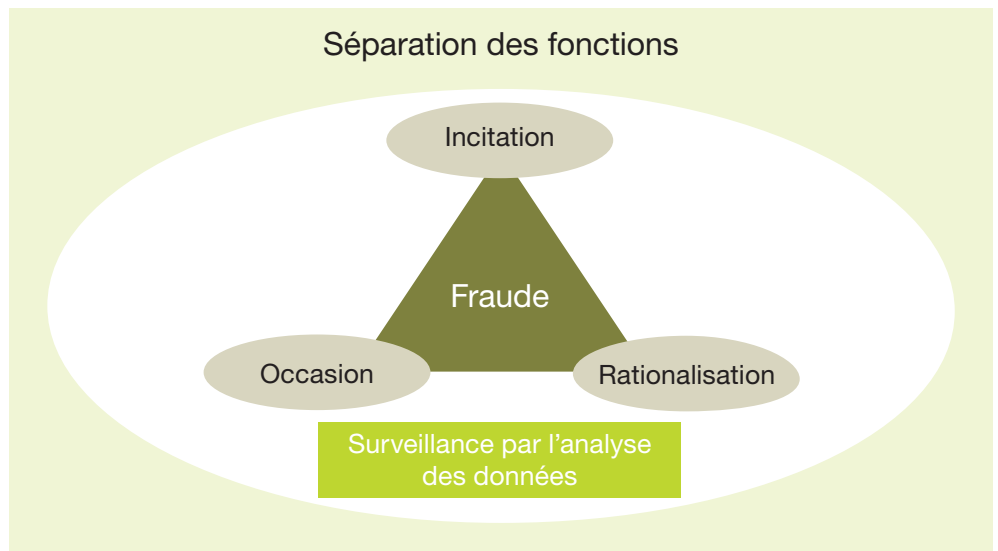 Séparation des fonctions
Incitation
Fraude
Occasion
Rationalisation
Surveillance par l’analyse
des données